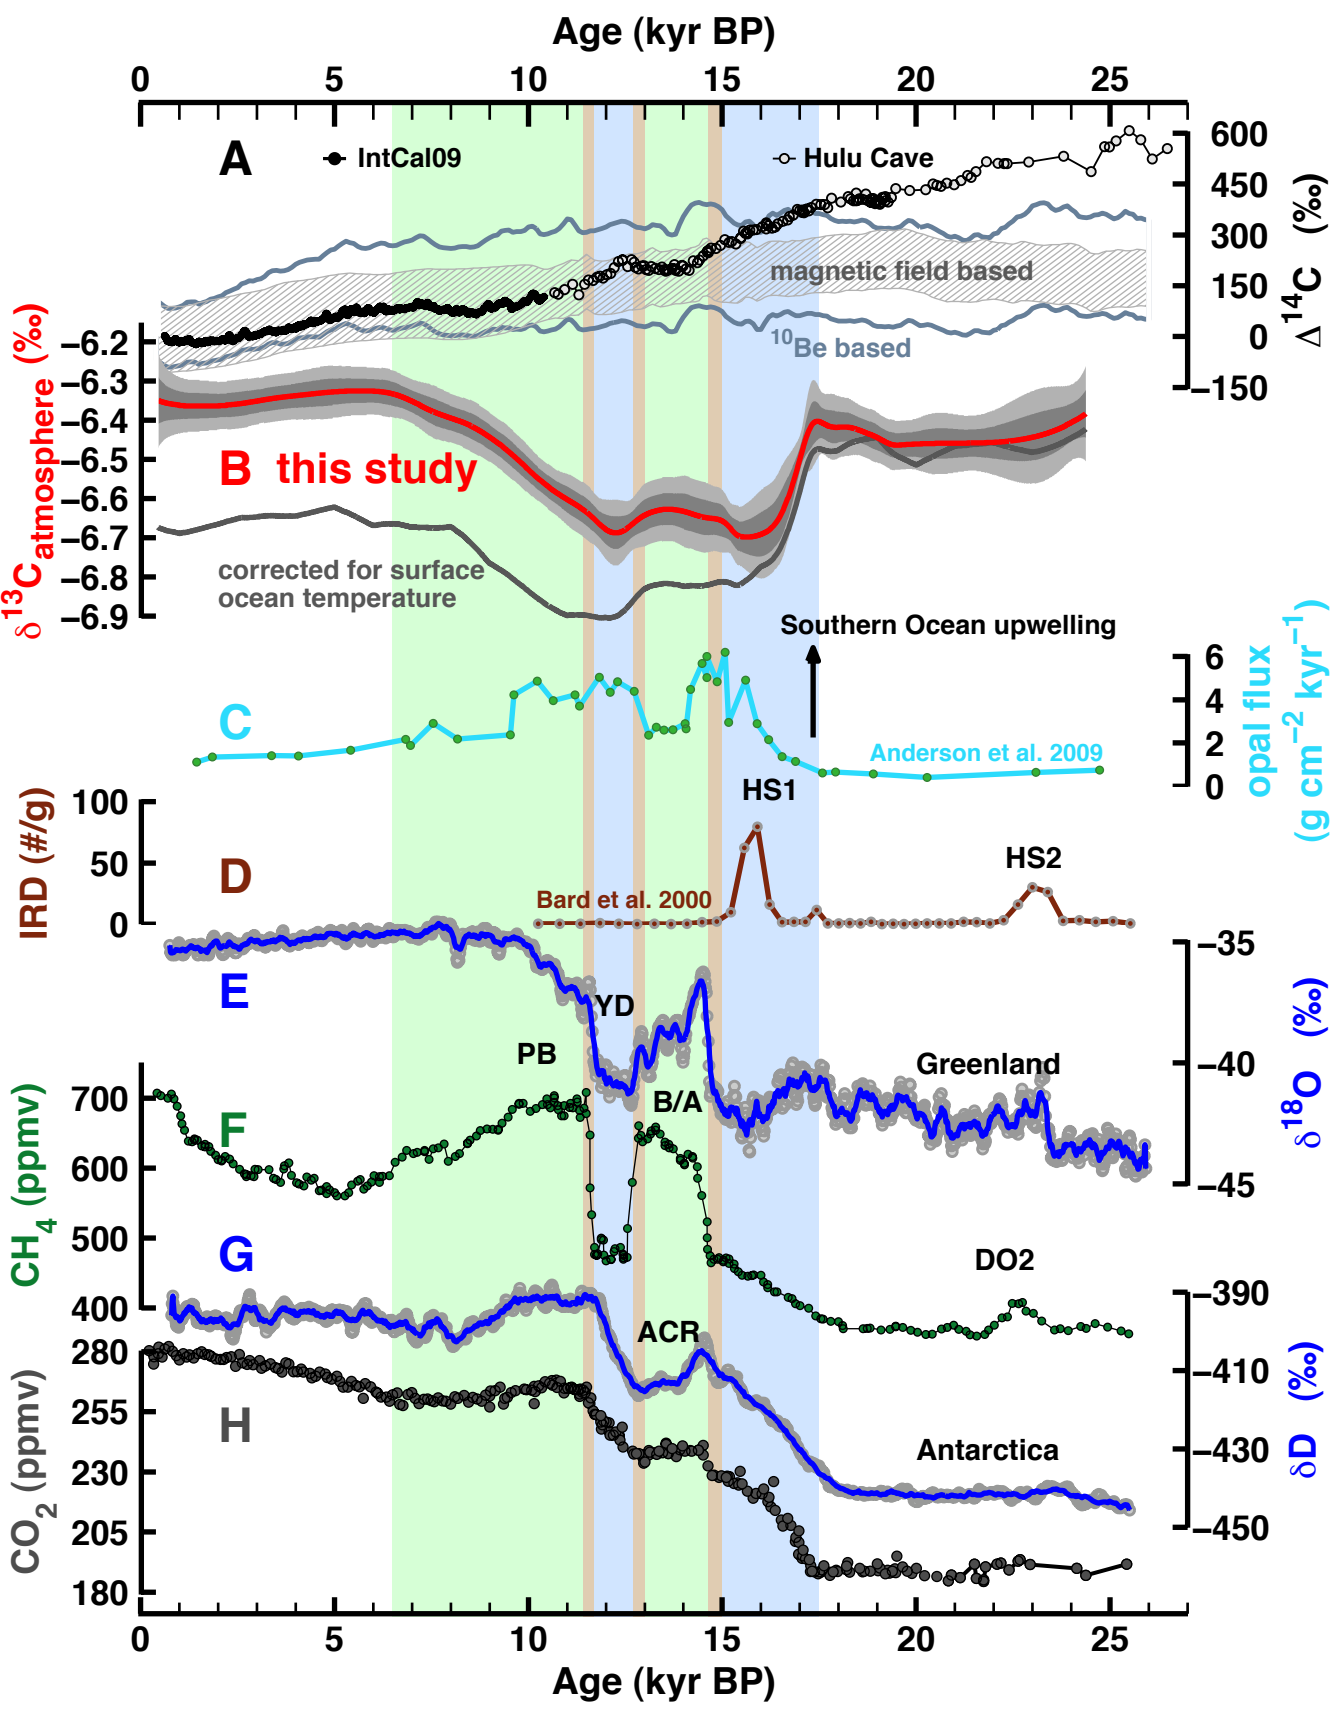 Age (kyr BP)
0 5 10 15 20 25
A
IntCal09
Hulu Cave
600
450
300
150
0
−150
Δ14C (‰)
magnetic field based
10Be based
−6.2
−6.3
−6.4
−6.5
−6.6
−6.7
−6.8
−6.9
δ13Catmosphere (‰)
B this study
corrected for surface
ocean temperature
Southern Ocean upwelling
C
6
4
2
0
opal flux
(g cm−2 kyr−1)
Anderson et al. 2009
HS1
100
50
0
IRD (#/g)
D
Bard et al. 2000
HS2
E
−35
−40
−45
δ18O (‰)
YD
PB
B/A
Greenland
700
600
500
400
CH4 (ppmv)
F
DO2
G
ACR
−390
−410
−430
−450
δD (‰)
Antarctica
280
255
230
205
180
CO2 (ppmv)
H
0 5 10 15 20 25
Age (kyr BP)